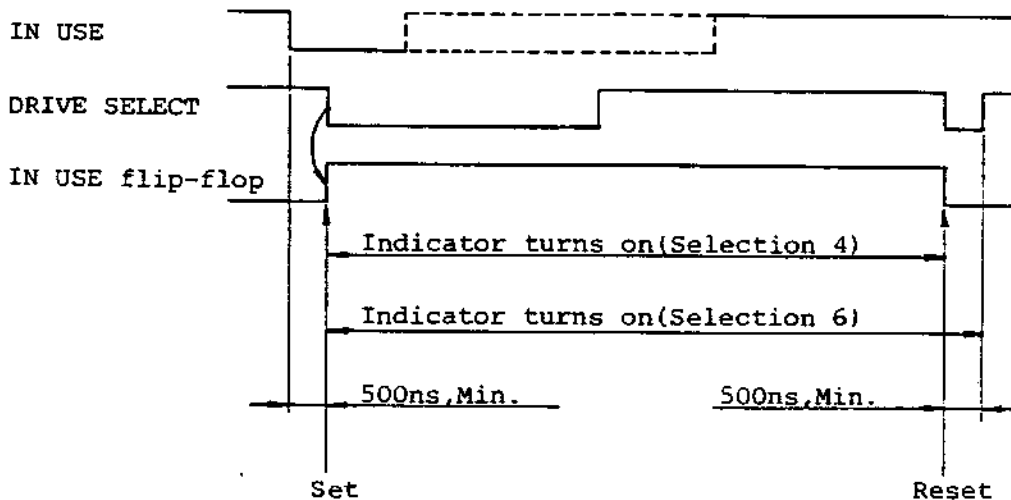 IN USE
DRIVE SELECT
IN USE flip-flop
Indicator turns on(Selection 4)
Indicator turns on(Selection 6)
500ns,Min. 500ns,Min.
Set Reset